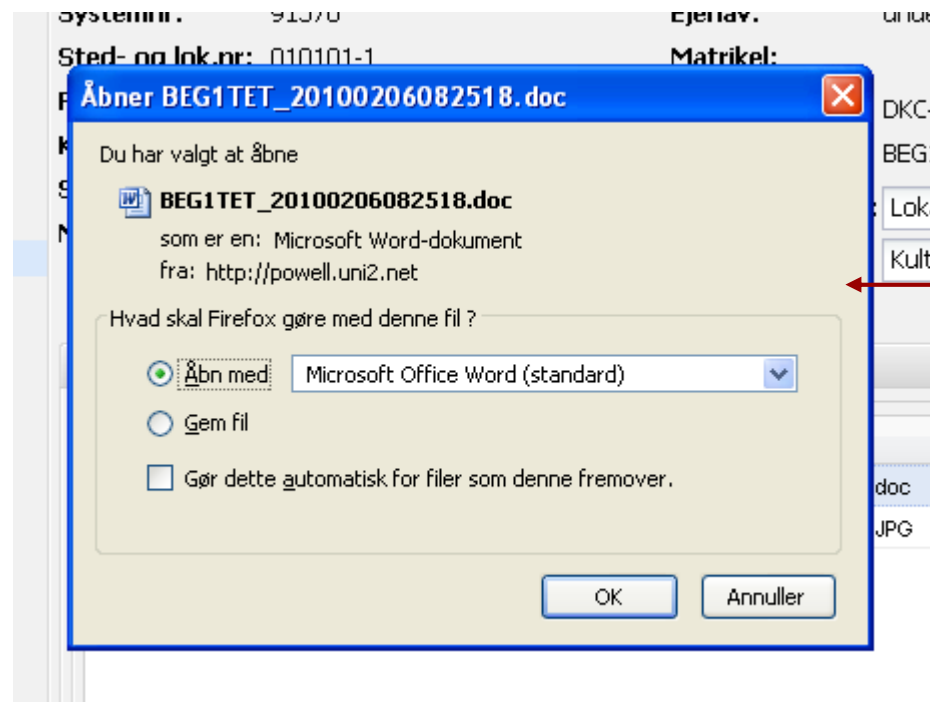 Systemnr: 91570 Ejerlav:
Sted- og lok.nr: 010101-1 Matrikel:
Åbner BEG1TET_20100206082518.doc
DKC-
Du har valgt at åbne
BEG
BEG1TET_20100206082518.doc
Lok
som er en: Microsoft Word-dokument
Kult
fra: http://powell.uni2.net
Hvad skal Firefox gøre med denne fil ?
Åbn med Microsoft Office Word (standard)
Gem fil
Gør dette automatisk for filer som denne fremover.
doc
JPG
OK Annuller